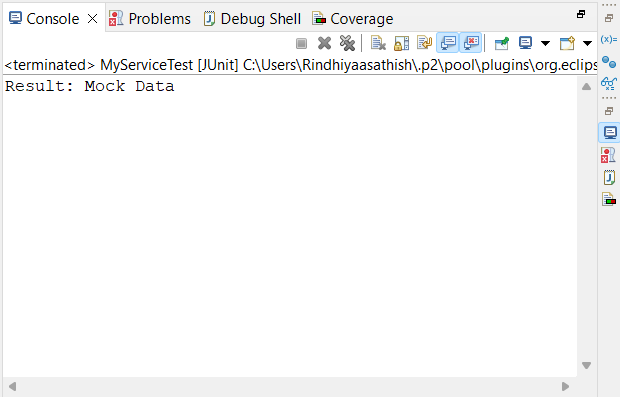 Console Problems Debug Shell Coverage
<terminated> MyServiceTest [JUnit] C:\Users\Rindhiyaasathish\.p2\pool\plugins\org.eclips
Result: Mock Data